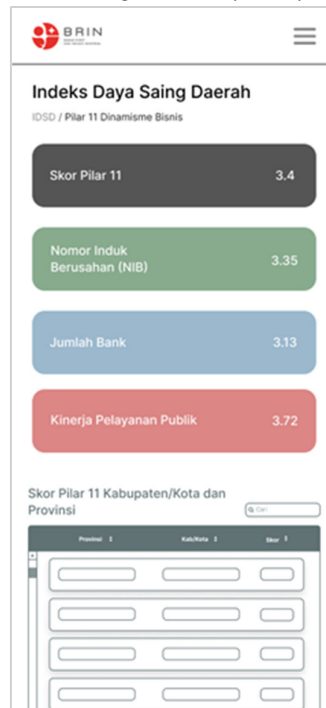 BRIN
Indeks Daya Saing Daerah
IDSD / Pilar 11 Dinamisme Bisnis
Skor Pilar 11
3.4
Nomor Induk
Berusahan (NIB)
3.35
Jumlah Bank
3.13
Kinerja Pelayanan Publik
3.72
Skor Pilar 11 Kabupaten/Kota dan
Provinsi
Cari
Provinsi
Kab/Kota
Skor